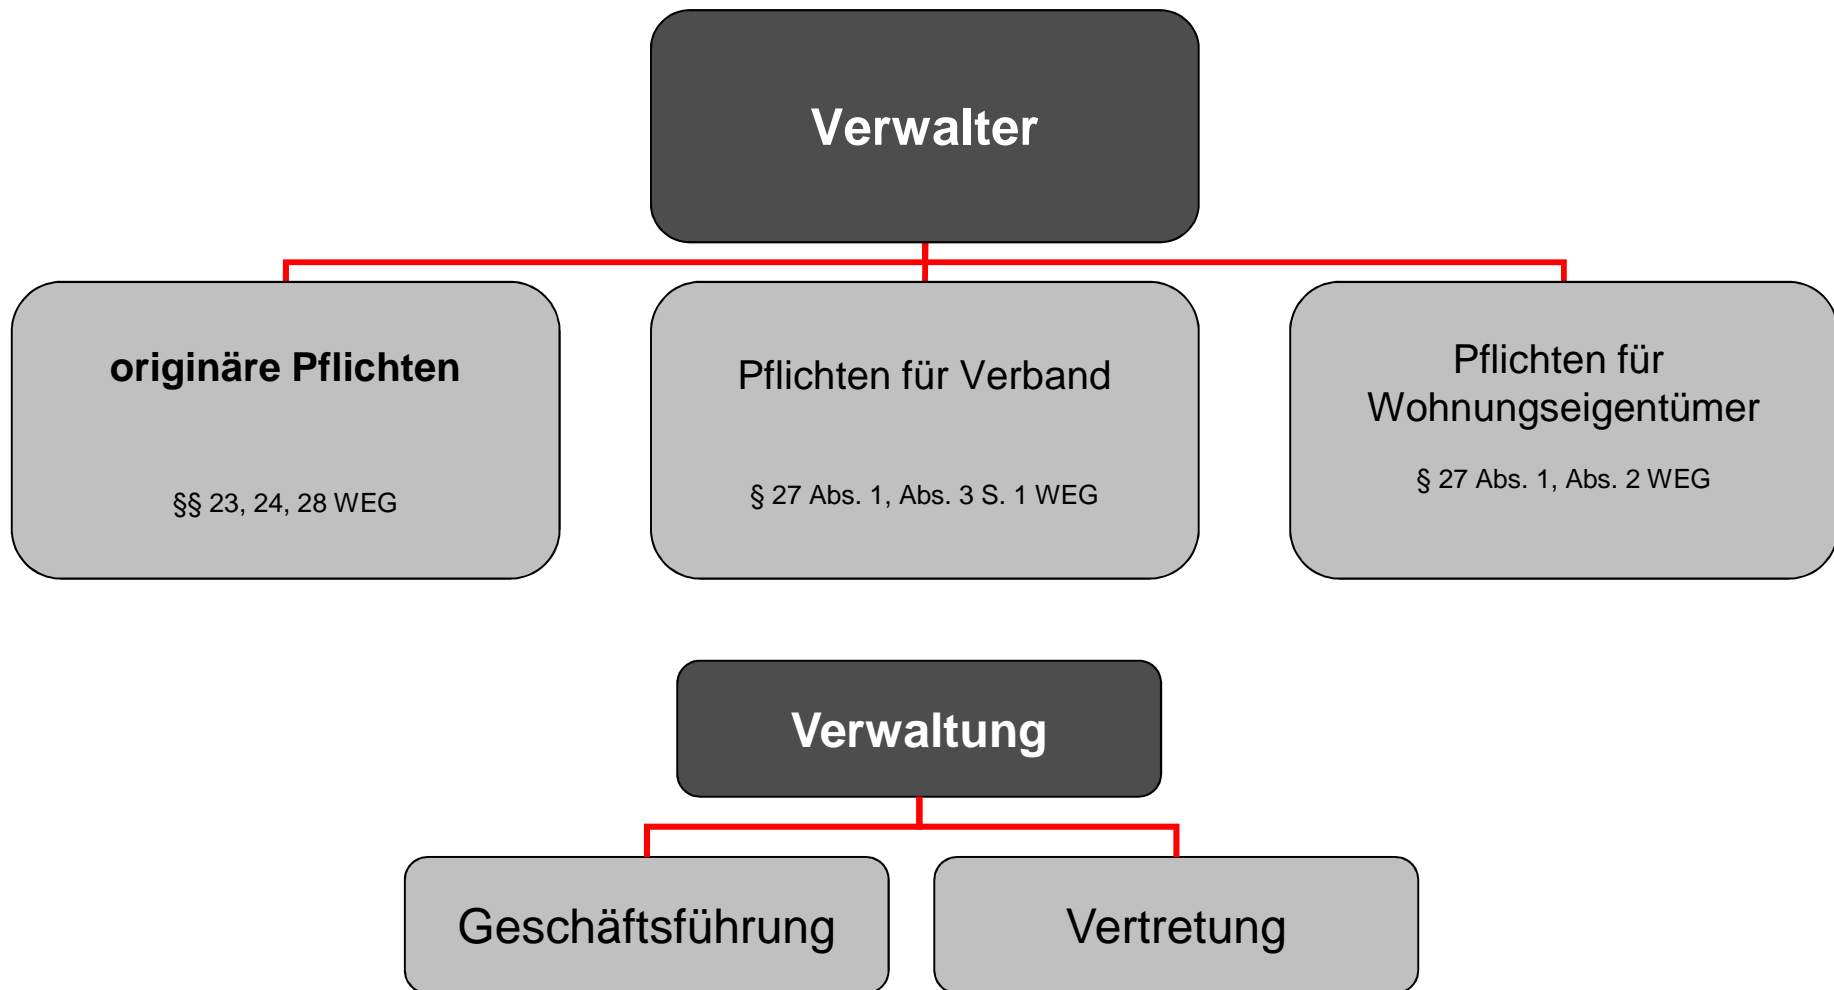 Verwalter
originäre Pflichten
§§ 23, 24, 28 WEG
Pflichten für Verband
§ 27 Abs. 1, Abs. 3 S. 1 WEG
Pflichten für
Wohnungseigentümer
§ 27 Abs. 1, Abs. 2 WEG
Verwaltung
Geschäftsführung
Vertretung